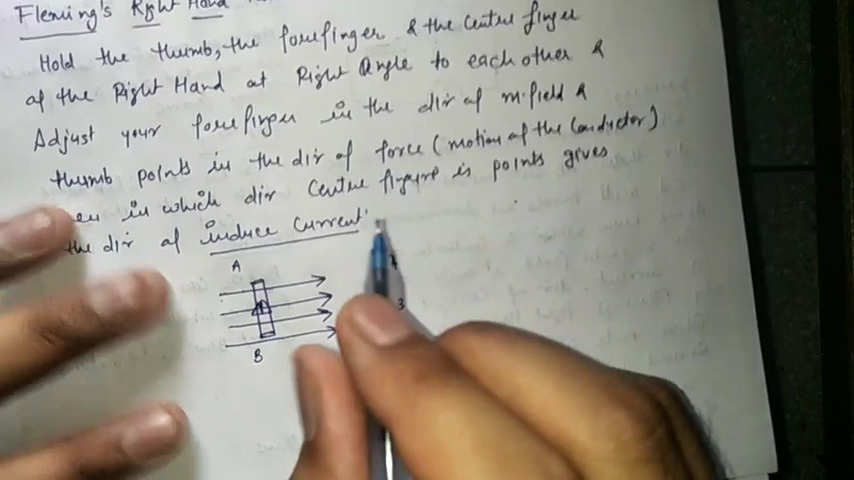 Fleming's Right Hand
Hold the thumb, the forefinger & the centre finger
of the Right Hand at Right Angle to each other &
Adjust your forefinger in the dir of m.field &
thumb points in the dir of force (motion of the Conductor)
in which dir Centre is points gives
the dir of induce current
A
B
3